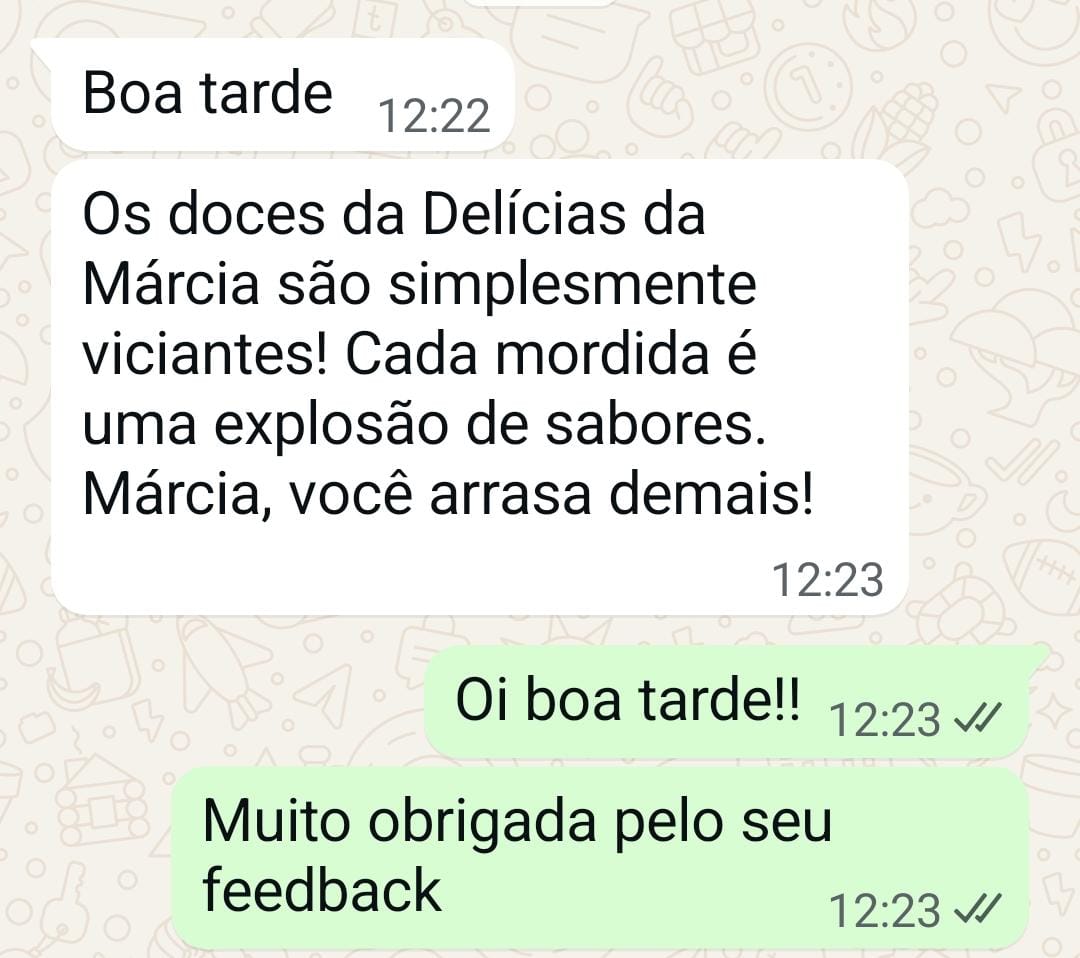 Boa tarde 12:22
Os doces da Delícias da
Márcia são simplesmente
viciantes! Cada mordida é
uma explosão de sabores.
Márcia, você arrasa demais!
12:23
Oi boa tarde!! 12:23
Muito obrigada pelo seu
feedback 12:23